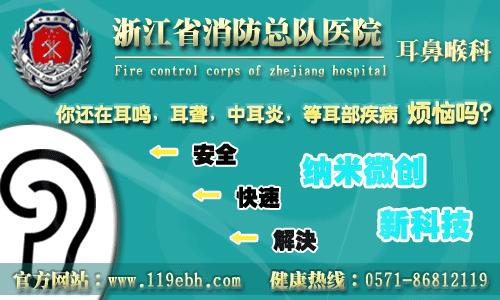 浙江省消防总队医院 耳鼻喉科
Fire control corps of zhejiang hospital
你还在耳鸣，耳聋，中耳炎，等耳部疾病 烦恼吗？
← 安全
← 快速
← 解决
纳米微创
新科技
官方网站：www.119ebh.com 健康热线：0571-86812119